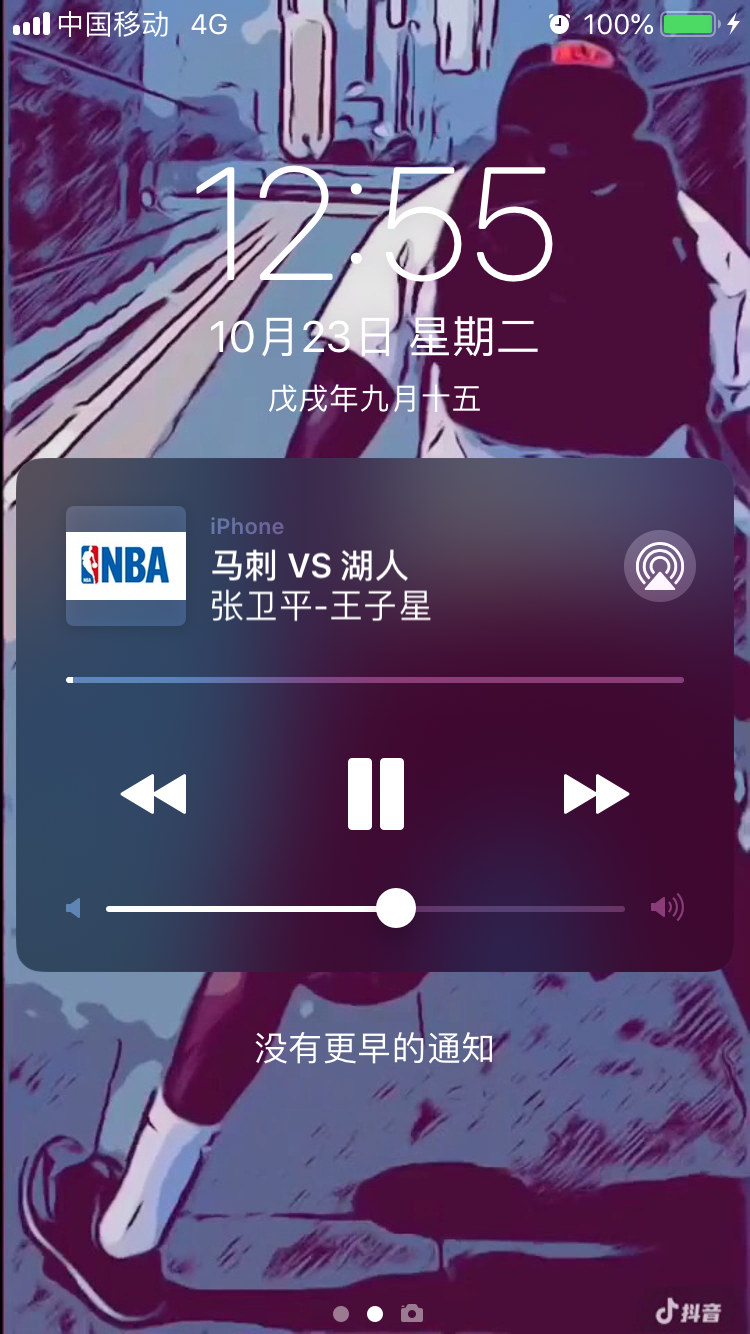 中国移动 4G 100%
12:55
10月23日 星期二
戊戌年九月十五
NBA
iPhone
马刺 VS 湖人
张卫平-王子星
没有更早的通知
抖音